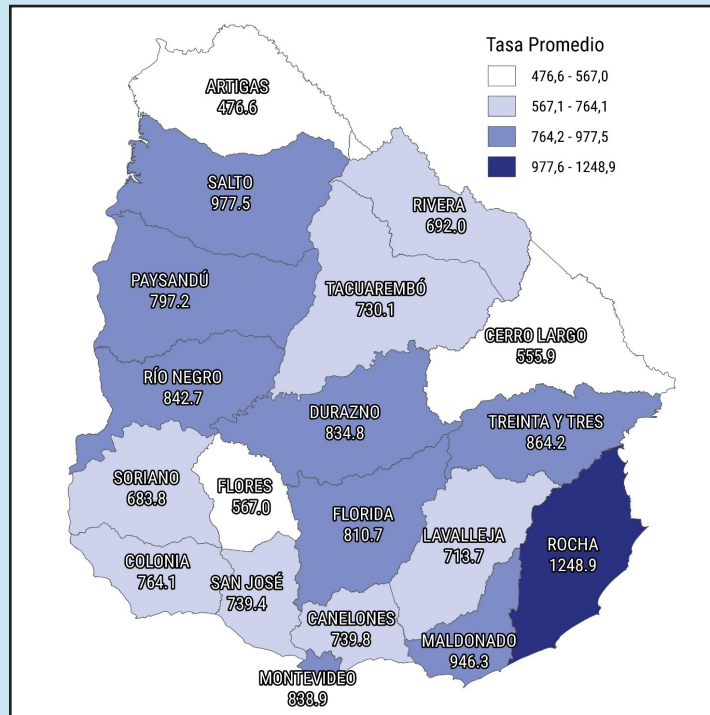 Tasa Promedio
476,6 - 567,0
567,1 - 764,1
764,2 - 977,5
977,6 - 1248,9
ARTIGAS
476.6
SALTO
977.5
RIVERA
692.0
PAYSANDÚ
797.2
TACUAREMBÓ
730.1
CERRO LARGO
555.9
RÍO NEGRO
842.7
DURAZNO
834.8
TREINTA Y TRES
864.2
SORIANO
683.8
FLORES
567.0
FLORIDA
810.7
LAVALLEJA
713.7
ROCHA
1248.9
COLONIA
764.1
SAN JOSÉ
739.4
CANELONES
739.8
MALDONADO
946.3
MONTEVIDEO
838.9